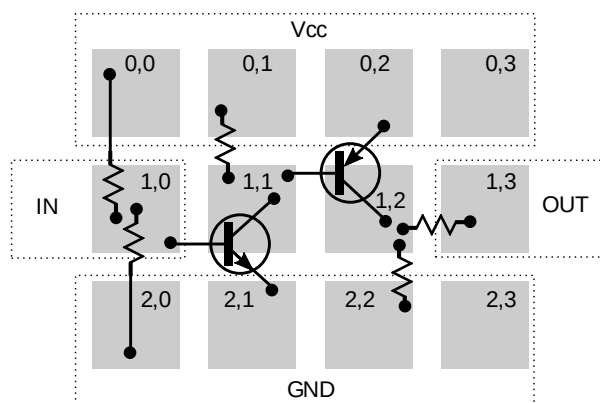 Vcc
0,0 0,1 0,2 0,3
IN 1,0 1,1 1,2 1,3 OUT
2,0 2,1 2,2 2,3
GND